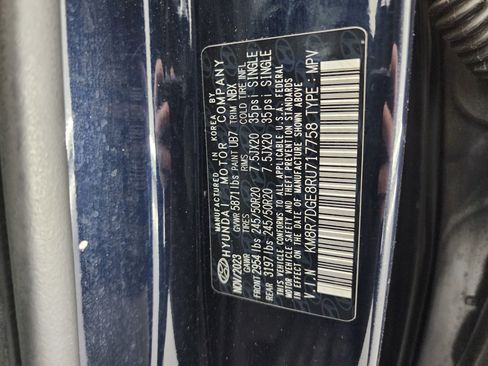 MANUFACTURED IN KOREA BY
HYUNDAI MOTOR COMPANY
NOV/2023 GVWR 5871 lbs PAINT UB7 TRIM NBX
GAWR TIRES RIMS COLD TIRE INFL.
FRONT 2954 lbs 245/50R20 7.5JX20 35psi SINGLE
REAR 3197 lbs 245/50R20 7.5JX20 35psi SINGLE
THIS VEHICLE CONFORMS TO ALL APPLICABLE U.S.A. FEDERAL
MOTOR VEHICLE SAFETY AND THEFT PREVENTION STANDARDS
IN EFFECT ON THE DATE OF MANUFACTURE SHOWN ABOVE.
V.I.N : KM8R7DGE8RU717758 TYPE : MPV